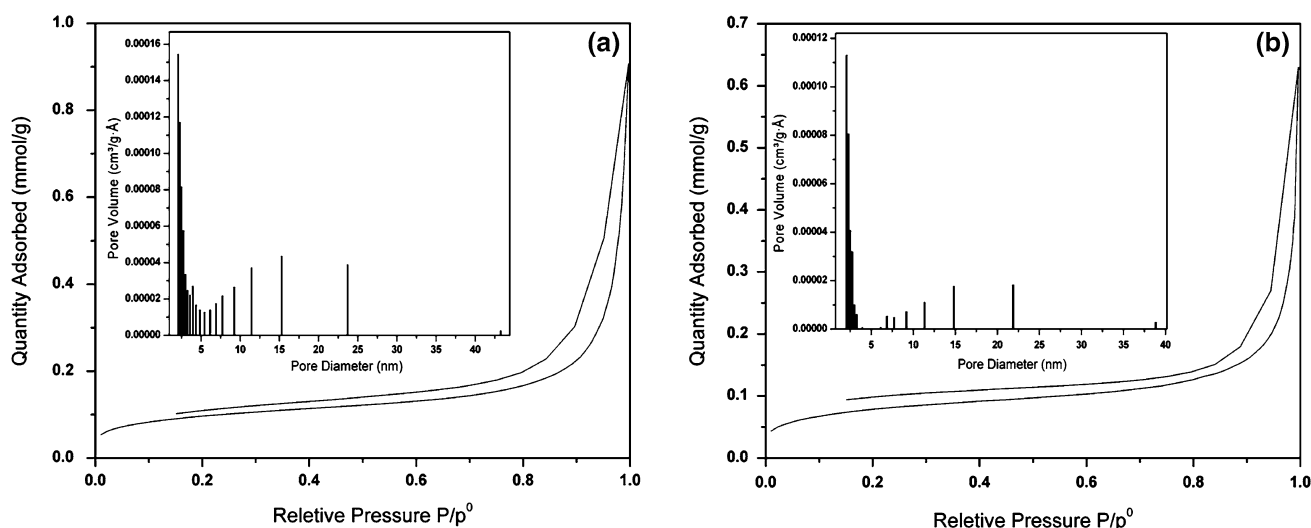 (a)
Quantity Adsorbed (mmol/g)
1.0
0.8
0.6
0.4
0.2
0.0
0.0 0.2 0.4 0.6 0.8 1.0
Reletive Pressure P/p⁰
Pore Volume (cm³/g·Å)
0.00016
0.00014
0.00012
0.00010
0.00008
0.00006
0.00004
0.00002
0.00000
5 10 15 20 25 30 35 40
Pore Diameter (nm)
(b)
Quantity Adsorbed (mmol/g)
0.7
0.6
0.5
0.4
0.3
0.2
0.1
0.0
0.0 0.2 0.4 0.6 0.8 1.0
Reletive Pressure P/p⁰
Pore Volume (cm³/g·Å)
0.00012
0.00010
0.00008
0.00006
0.00004
0.00002
0.00000
5 10 15 20 25 30 35 40
Pore Diameter (nm)